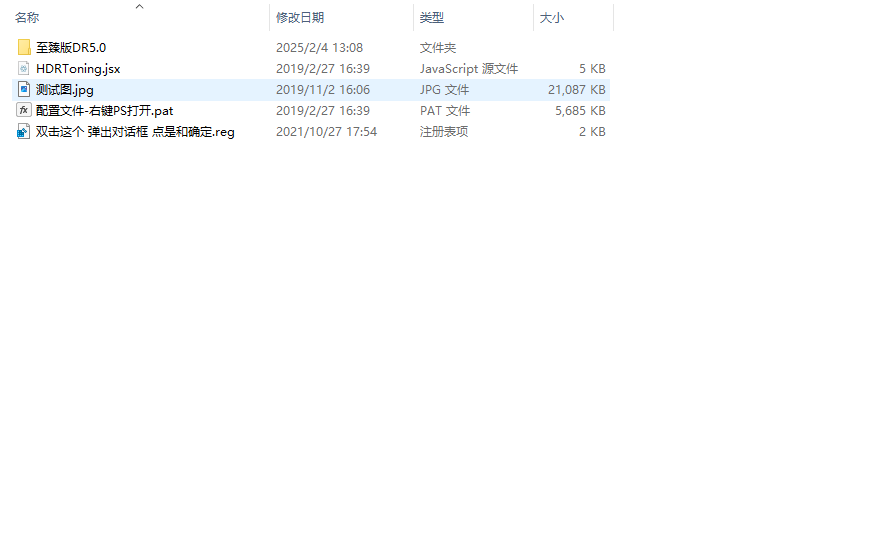 名称 修改日期 类型 大小
至臻版DR5.0 2025/2/4 13:08 文件夹
HDRToning.jsx 2019/2/27 16:39 JavaScript 源文件 5 KB
测试图.jpg 2019/11/2 16:06 JPG 文件 21,087 KB
配置文件-右键PS打开.pat 2019/2/27 16:39 PAT 文件 5,685 KB
双击这个 弹出对话框 点是和确定.reg 2021/10/27 17:54 注册表项 2 KB